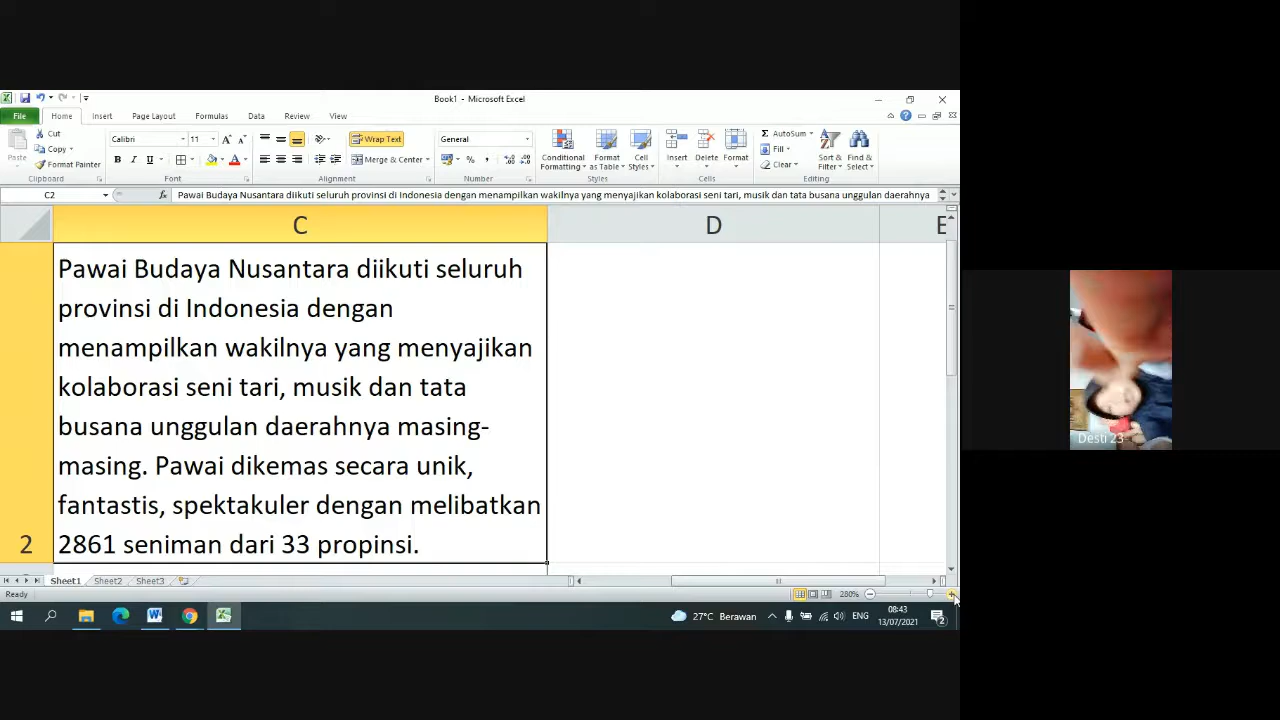 Book1 - Microsoft Excel
File Home Insert Page Layout Formulas Data Review View
Paste
Cut
Copy
Format Painter
Clipboard
Calibri 11
B I U
Font
Wrap Text
Merge & Center
Alignment
General
%
Number
Conditional Formatting
Format as Table
Cell Styles
Styles
Insert Delete Format
Cells
AutoSum
Fill
Clear
Sort & Filter
Find & Select
Editing
C2
fx
Pawai Budaya Nusantara diikuti seluruh provinsi di Indonesia dengan menampilkan wakilnya yang menyajikan kolaborasi seni tari, musik dan tata busana unggulan daerahnya
C D E
2
Pawai Budaya Nusantara diikuti seluruh
provinsi di Indonesia dengan
menampilkan wakilnya yang menyajikan
kolaborasi seni tari, musik dan tata
busana unggulan daerahnya masing-
masing. Pawai dikemas secara unik,
fantastis, spektakuler dengan melibatkan
2861 seniman dari 33 propinsi.
Sheet1 Sheet2 Sheet3
Ready
280%
27°C Berawan
ENG
08:43
13/07/2021
2
Desti 23